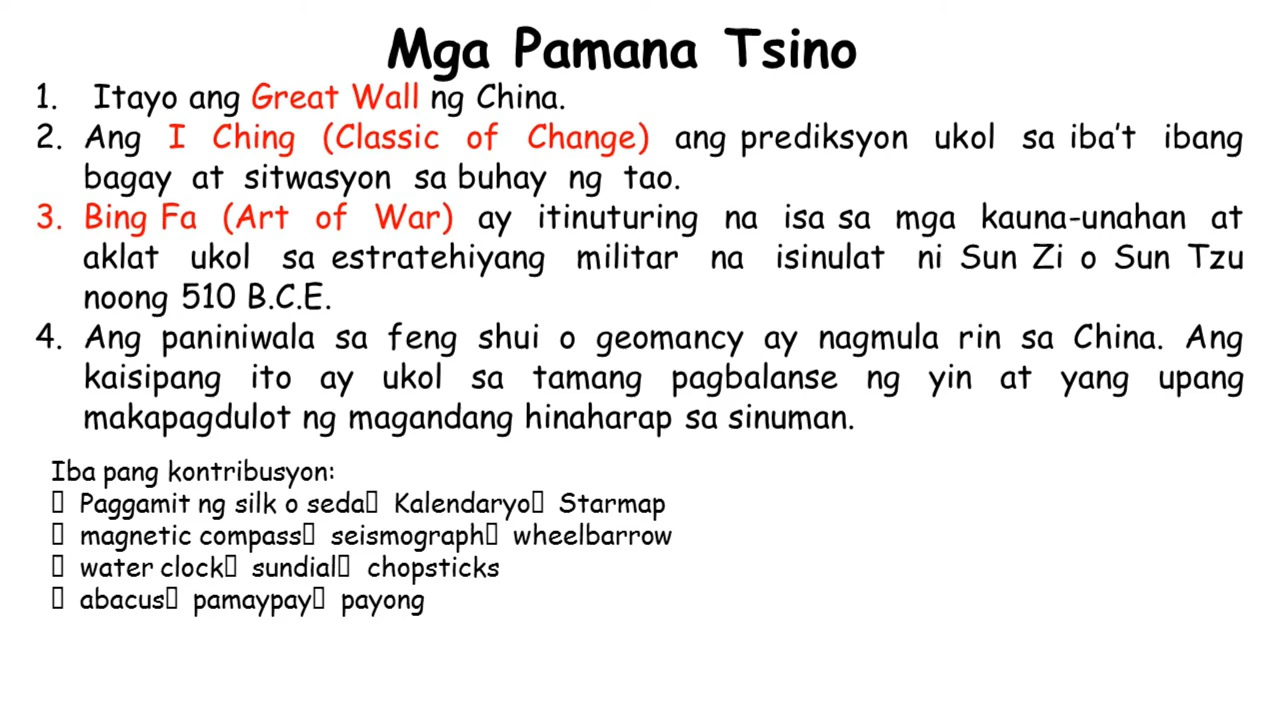 Mga Pamana Tsino
1. Itayo ang Great Wall ng China.
2. Ang I Ching (Classic of Change) ang prediksyon ukol sa iba't ibang
bagay at sitwasyon sa buhay ng tao.
3. Bing Fa (Art of War) ay itinuturing na isa sa mga kauna-unahan at
aklat ukol sa estratehiyang militar na isinulat ni Sun Zi o Sun Tzu
noong 510 B.C.E.
4. Ang paniniwala sa feng shui o geomancy ay nagmula rin sa China. Ang
kaisipang ito ay ukol sa tamang pagbalanse ng yin at yang upang
makapagdulot ng magandang hinaharap sa sinuman.
Iba pang kontribusyon:
▯ Paggamit ng silk o seda▯ Kalendaryo▯ Starmap
▯ magnetic compass▯ seismograph▯ wheelbarrow
▯ water clock▯ sundial▯ chopsticks
▯ abacus▯ pamaypay▯ payong